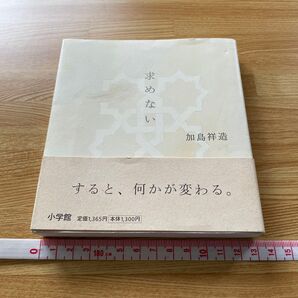 求めない
加島祥造
すると、何かが変わる。
小学館 定価1,365円 本体1,300円